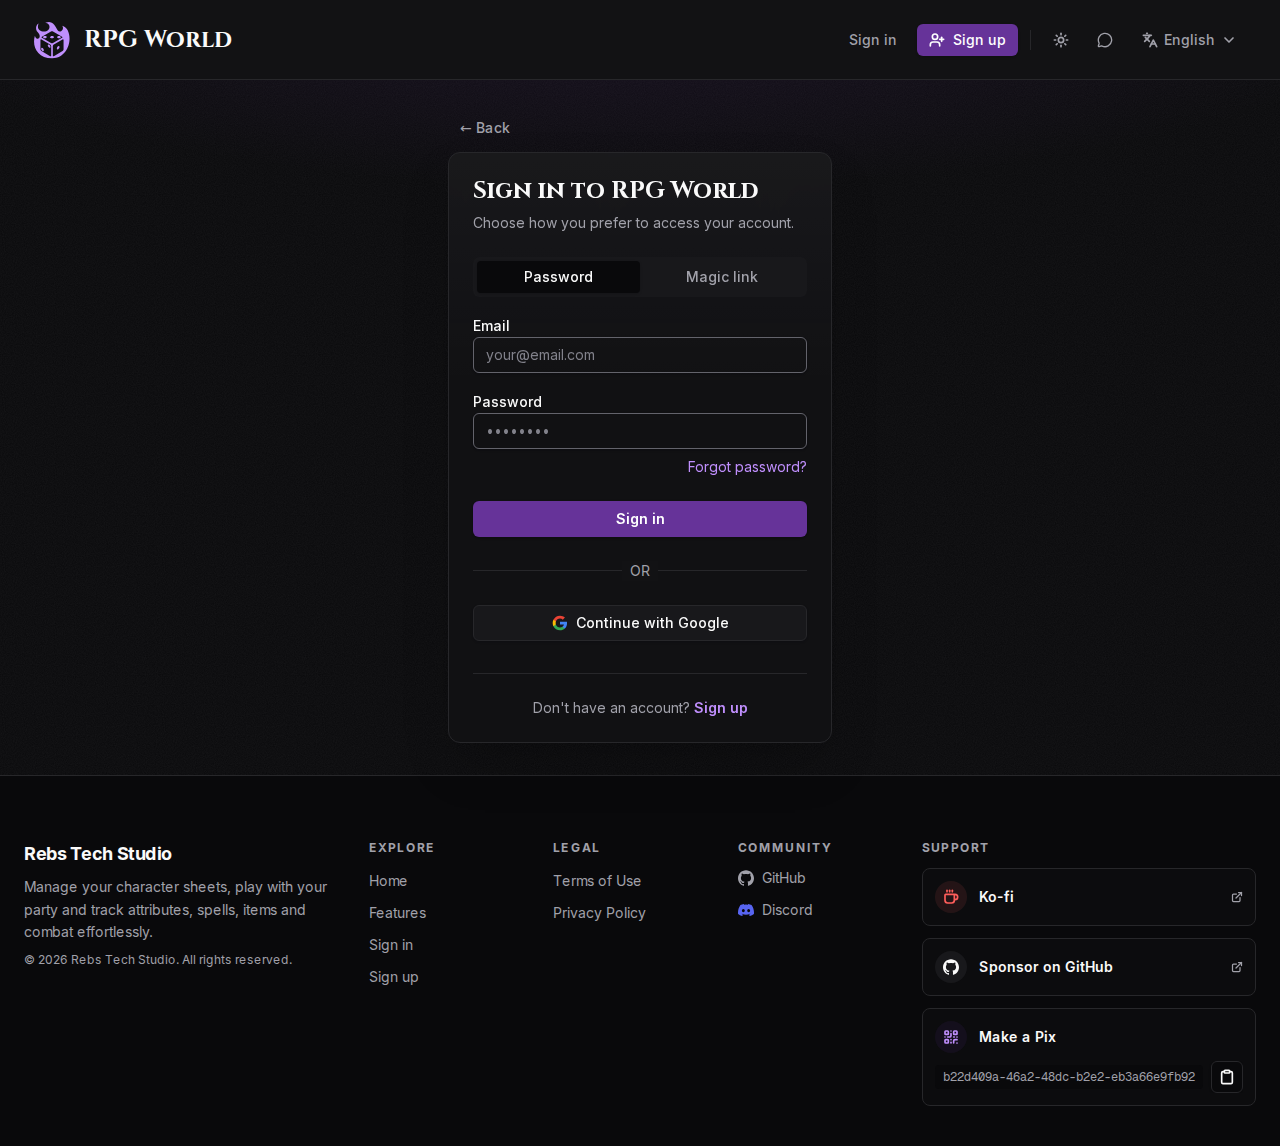 RPG World
Sign in
Sign up
English
← Back
Sign in to RPG World
Choose how you prefer to access your account.
Password
Magic link
Email
your@email.com
Password
••••••••
Forgot password?
Sign in
OR
Continue with Google
Don't have an account? Sign up
Rebs Tech Studio
Manage your character sheets, play with your
party and track attributes, spells, items and
combat effortlessly.
© 2026 Rebs Tech Studio. All rights reserved.
EXPLORE
Home
Features
Sign in
Sign up
LEGAL
Terms of Use
Privacy Policy
COMMUNITY
GitHub
Discord
SUPPORT
Ko-fi
Sponsor on GitHub
Make a Pix
b22d409a-46a2-48dc-b2e2-eb3a66e9fb92